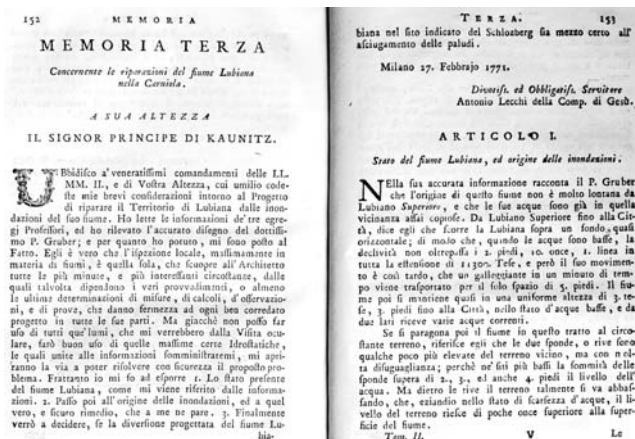 152 MEMORIA
MEMORIA TERZA
Concernente le riparazioni del fiume Lubiana
nella Carniola.
A SUA ALTEZZA
IL SIGNOR PRINCIPE DI KAUNITZ.
UBbidisco a' veneratissimi comandamenti delle LL.
MM. II., e di Vostra Altezza, cui umilio code-
ste mie brevi considerazioni intorno al Progetto
di riparare il Territorio di Lubiana dalle inon-
dazioni del suo fiume. Ho lette le informazioni de' tre egre-
gj Professori, ed ho rilevato l'accurato disegno del dottissi-
mo P. Gruber; e per quanto ho potuto, mi sono posto al
Fatto. Egli è vero che l'ispezione locale, massimamente in
materia di fiumi, è quella sola, che scuopre all'Architetto
tutte le più minute, e più interessanti circostanze, dalle
quali talvolta dipendono i veri provvedimenti, o almeno
le ultime determinazioni di misure, di calcoli, d'osservazio-
ni, e di prove, che danno fermezza ad ogni ben corredato
progetto in tutte le sue parti. Ma giacchè non posso far
uso di tutti que' lumi, che mi verrebbero dalla Visita ocu-
lare, farò buon uso di quelle massime certe Idrostatiche,
le quali unite alle informazioni somministratemi, mi apri-
ranno la via a poter risolvere con sicurezza il proposto pro-
blema. Frattanto io mi fo ad esporre 1. Lo stato presente
del fiume Lubiana, come mi viene riferito dalle informa-
zioni. 2. Passo poi all'origine delle inondazioni, ed a quel
vero, e sicuro rimedio, che a me ne pare. 3. Finalmente
verrò a decidere, se la diversione progettata del fiume Lu-
bia-
TERZA. 153
biana nel sito indicato del Schlosberg sia mezzo certo all'
asciugamento delle paludi.
Milano 27. Febbrajo 1771.
Divotiss. ed Obbligatiss. Servitore
Antonio Lecchi della Comp. di Gesù.
ARTICOLO I.
Stato del fiume Lubiana, ed origine delle inondazioni.
NElla sua accurata informazione racconta il P. Gruber
che l'origine di questo fiume non è molto lontana da
Lubiano Superiore, e che le sue acque sono già in quella
vicinanza assai copiose. Da Lubiano Superiore fino alla Cit-
tà, dice egli che scorre la Lubiana sopra un fondo quasi
orizzontale; di modo che, quando le acque sono basse, la
declività non oltrepassa 2. piedi, 10. once, 1. linea in
tutta la estensione di 11300. Tese, e però il suo movimen-
to è così tardo, che un galleggiante in un minuto di tem-
po viene trasportato per il solo spazio di 5. piedi. Il fiu-
me poi si mantiene quasi in una uniforme altezza di 3. te-
se, 3. piedi fino alla Città, nello stato d'acque basse, e da
due lati riceve varie acque correnti.
Se si paragona poi il fiume in questo tratto al circo-
stante terreno, riferisce egli che le due sponde, o rive sono
qualche poco più elevate del terreno vicino, ma con mol-
ta disuguaglianza; perchè ne' siti più bassi la sommità delle
sponde supera di 2., 3., ed anche 4. piedi il livello dell'
acqua. Ma dietro le rive il terreno talmente si va abbas-
sando, che, eziandio nello stato di scarsezza d'acque, il li-
vello del terreno riesce di poche once superiore alla super-
ficie del fiume.
Tom. II. V Le